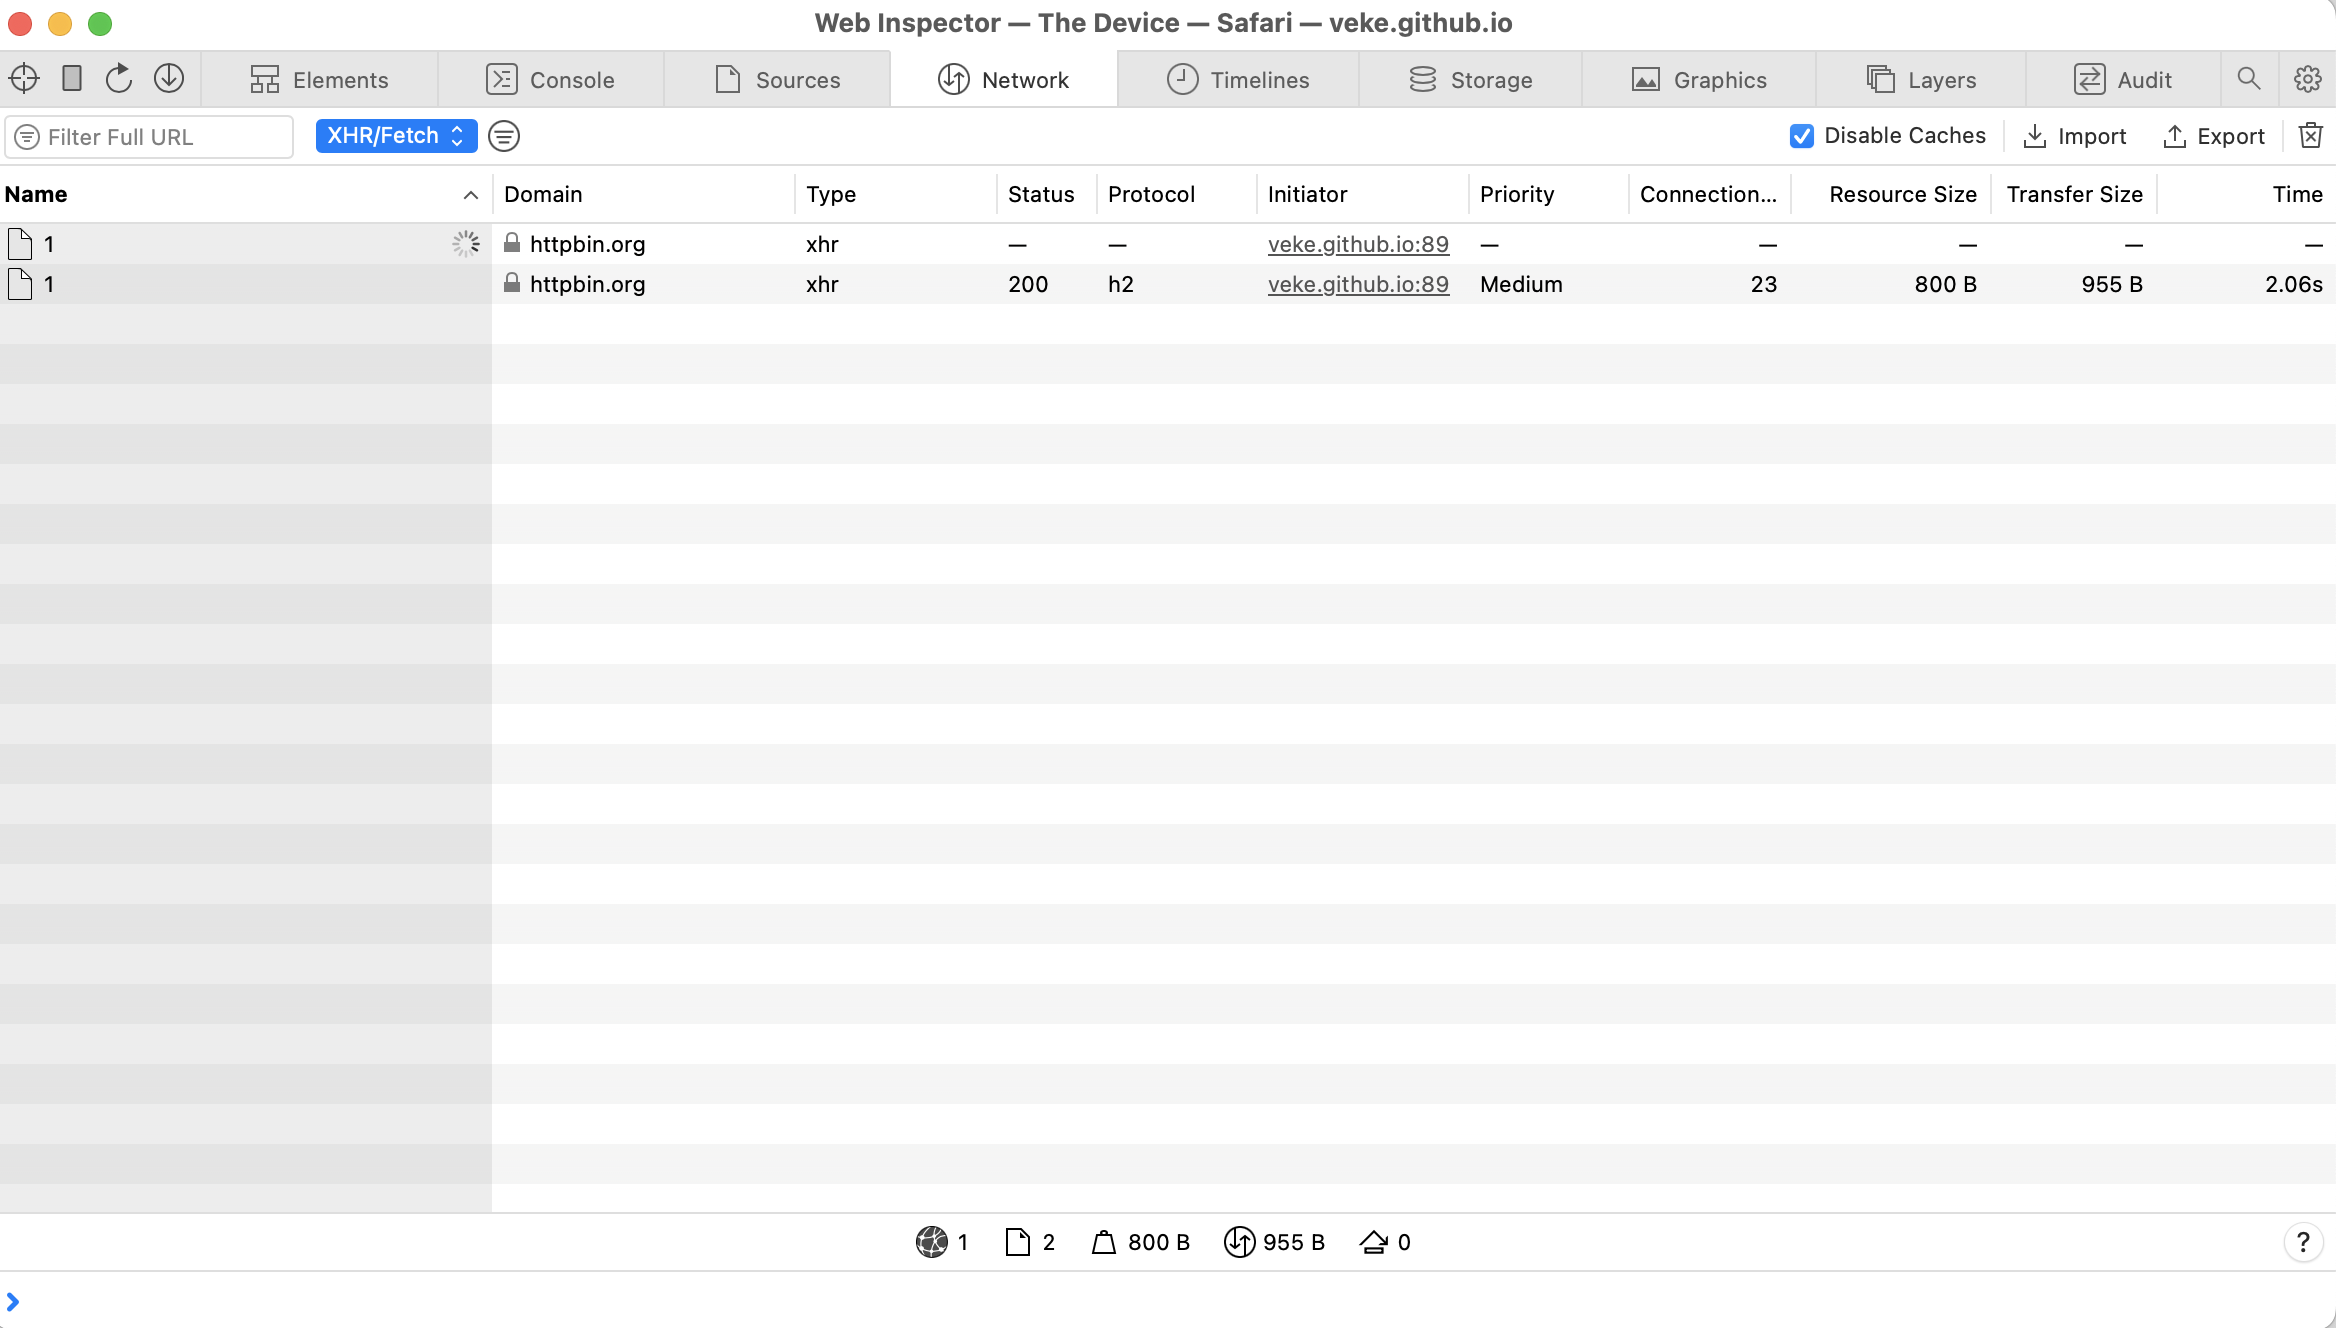 Web Inspector — The Device — Safari — veke.github.io
Elements Console Sources Network Timelines Storage Graphics Layers Audit
Filter Full URL XHR/Fetch Disable Caches Import Export
Name Domain Type Status Protocol Initiator Priority Connection... Resource Size Transfer Size Time
1 httpbin.org xhr — — veke.github.io:89 — — — — —
1 httpbin.org xhr 200 h2 veke.github.io:89 Medium 23 800 B 955 B 2.06s
1 2 800 B 955 B 0 ?